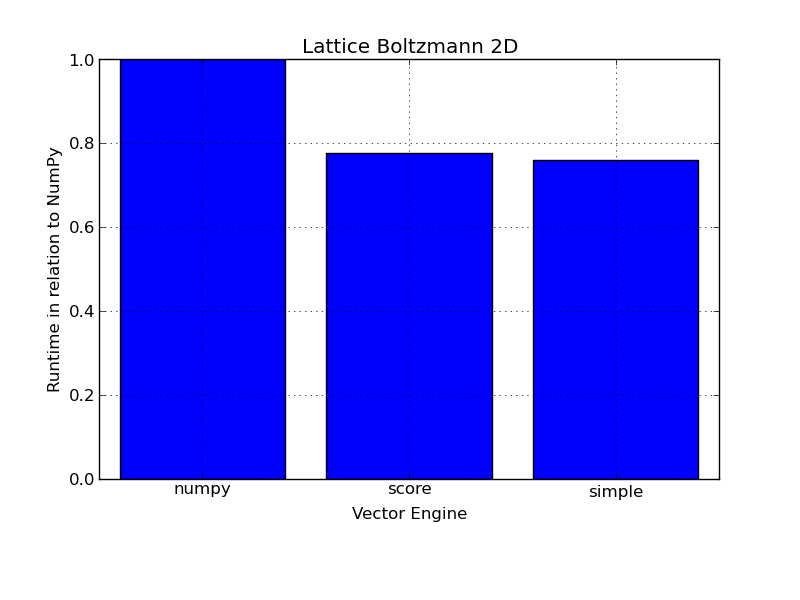 Lattice Boltzmann 2D
1.0
0.8
0.6
0.4
0.2
0.0
Runtime in relation to NumPy
numpy score simple
Vector Engine